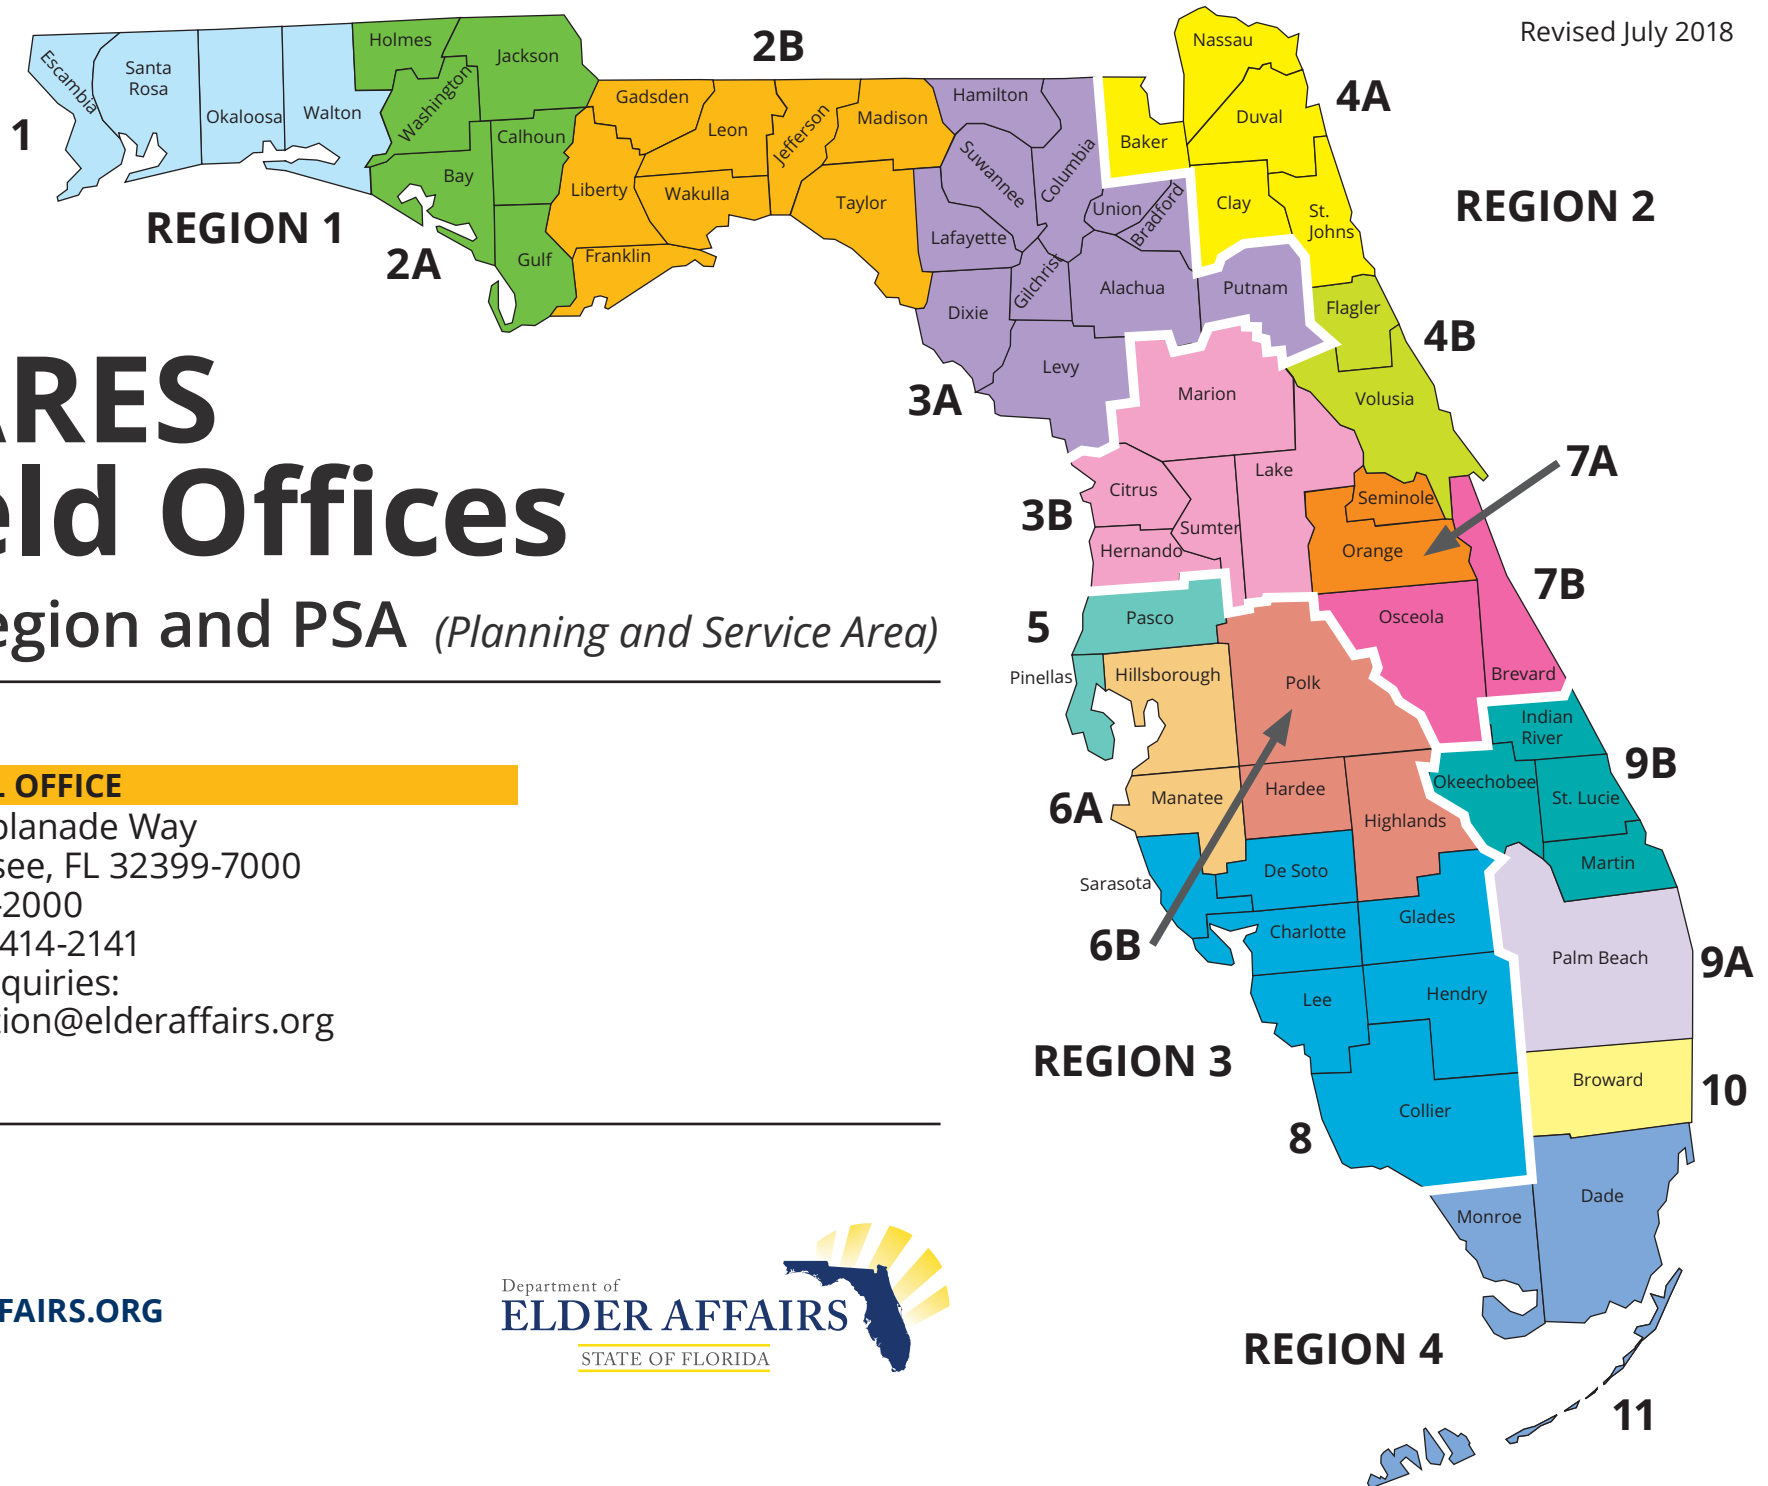 Revised July 2018
1
2A
2B
3A
3B
4A
4B
5
6A
6B
7A
7B
8
9A
9B
10
11
REGION 1
REGION 2
REGION 3
REGION 4
Escambia
Santa
Rosa
Okaloosa
Walton
Holmes
Washington
Jackson
Bay
Calhoun
Gulf
Gadsden
Liberty
Franklin
Leon
Wakulla
Jefferson
Madison
Taylor
Hamilton
Suwannee
Columbia
Lafayette
Dixie
Gilchrist
Union
Bradford
Alachua
Putnam
Levy
Nassau
Baker
Duval
Clay
St.
Johns
Flagler
Volusia
Marion
Citrus
Lake
Sumter
Hernando
Seminole
Orange
Osceola
Brevard
Pasco
Pinellas
Hillsborough
Polk
Manatee
Hardee
Highlands
Indian
River
Okeechobee
St. Lucie
Martin
Sarasota
De Soto
Charlotte
Glades
Lee
Hendry
Collier
Palm Beach
Broward
Dade
Monroe
ARES
eld Offices
egion and PSA (Planning and Service Area)
L OFFICE
planade Way
see, FL 32399-7000
-2000
414-2141
quiries:
tion@elderaffairs.org
FAIRS.ORG
Department of
ELDER AFFAIRS
STATE OF FLORIDA